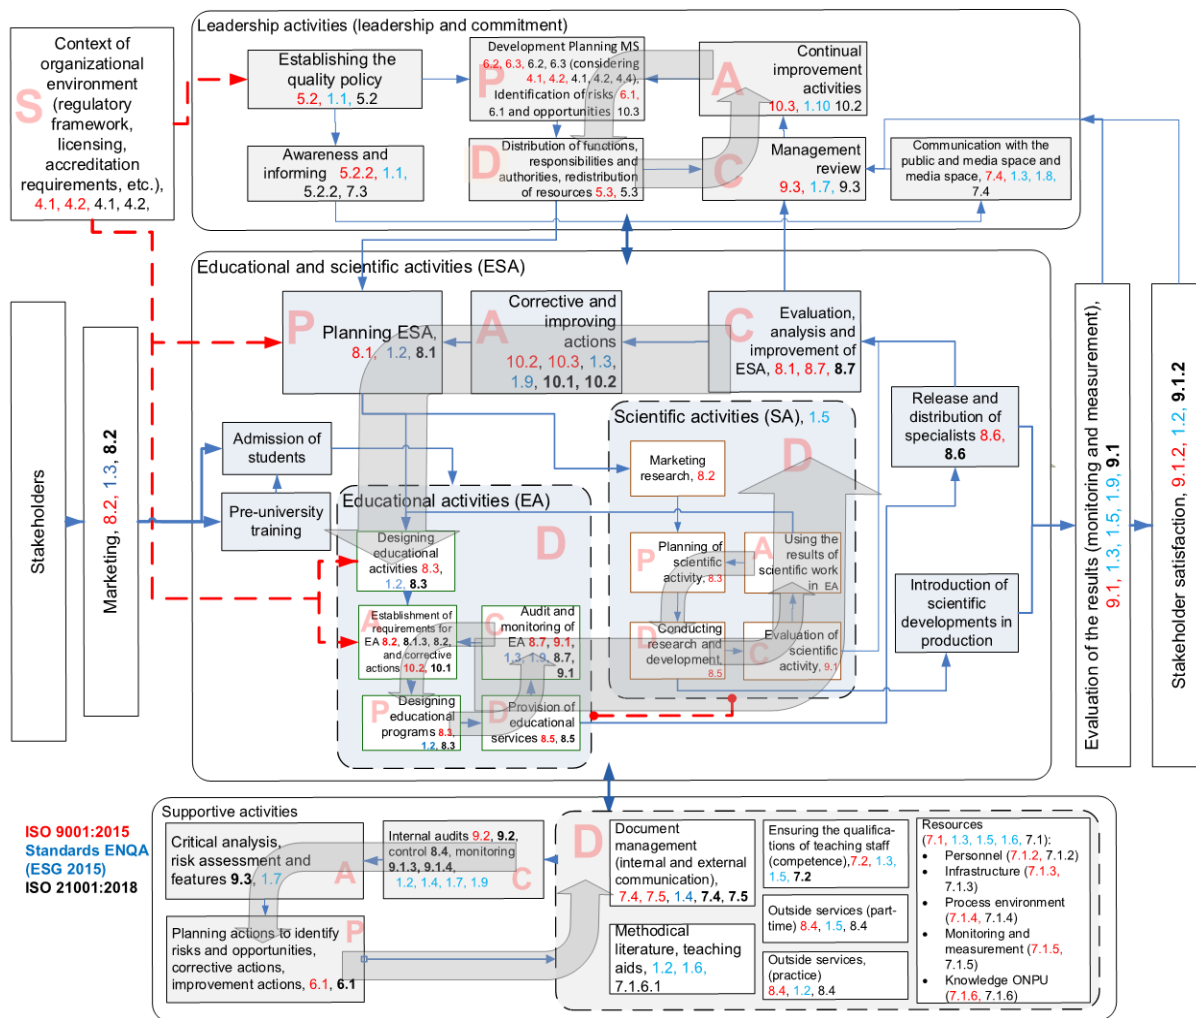 Leadership activities (leadership and commitment)
Context of
organizational
environment
(regulatory
framework,
licensing,
accreditation
requirements, etc.),
4.1, 4.2, 4.1, 4.2,
S
Establishing the
quality policy
5.2, 1.1, 5.2
Development Planning MS
6.2, 6.3, 6.2, 6.3 (considering
4.1, 4.2, 4.1, 4.2, 4.4),
Identification of risks 6.1,
6.1 and opportunities 10.3
P
Continual
improvement
activities
10.3, 1.10 10.2
A
Awareness and
informing 5.2.2, 1.1,
5.2.2, 7.3
Distribution of functions,
responsibilities and
authorities, redistribution
of resources 5.3, 5.3
D
Management
review
9.3, 1.7, 9.3
C
Communication with the
public and media space and
media space, 7.4, 1.3, 1.8,
7.4
Educational and scientific activities (ESA)
P
Planning ESA,
8.1, 1.2, 8.1
A
Corrective and
improving
actions
10.2, 10.3, 1.3,
1.9, 10.1, 10.2
C
Evaluation,
analysis and
improvement of
ESA, 8.1, 8.7, 8.7
Stakeholders
Marketing, 8.2, 1.3, 8.2
Admission of
students
Pre-university
training
Educational activities (EA)
D
Designing
educational
activities 8.3,
1.2, 8.3
Establishment of
requirements for
EA 8.2, 8.1.3, 8.2,
and corrective
actions 10.2, 10.1
A
Audit and
monitoring of
EA 8.7, 9.1,
1.3, 1.9, 8.7,
9.1
C
Designing
educational
programs 8.3,
1.2, 8.3
P
Provision of
educational
services 8.5, 8.5
D
Scientific activities (SA), 1.5
D
Marketing
research, 8.2
Planning of
scientific
activity, 8.3
P
Using the
results of
scientific work
in EA
A
Conducting
research and
development, 8.5
D
Evaluation of
scientific
activity, 9.1
C
Release and
distribution of
specialists 8.6,
8.6
Introduction of
scientific
developments in
production
Evaluation of the results (monitoring and measurement),
9.1, 1.3, 1.5, 1.9, 9.1
Stakeholder satisfaction, 9.1.2, 1.2, 9.1.2
Supportive activities
ISO 9001:2015
Standards ENQA
(ESG 2015)
ISO 21001:2018
Critical analysis,
risk assessment and
features 9.3, 1.7
A
Internal audits 9.2, 9.2,
control 8.4, monitoring
9.1.3, 9.1.4,
1.2, 1.4, 1.7, 1.9
C
Planning actions to identify
risks and opportunities,
corrective actions,
improvement actions, 6.1, 6.1
P
D
Document
management
(internal and external
communication),
7.4, 7.5, 1.4, 7.4, 7.5
Methodical
literature, teaching
aids, 1.2, 1.6,
7.1.6.1
Ensuring the qualifica-
tions of teaching staff
(competence),7.2, 1.3,
1.5, 7.2
Outside services (part-
time) 8.4, 1.5, 8.4
Outside services,
(practice)
8.4, 1.2, 8.4
Resources
(7.1, 1.3, 1.5, 1.6, 7.1):
• Personnel (7.1.2, 7.1.2)
• Infrastructure (7.1.3,
7.1.3)
• Process environment
(7.1.4, 7.1.4)
• Monitoring and
measurement (7.1.5,
7.1.5)
• Knowledge ONPU
(7.1.6, 7.1.6)